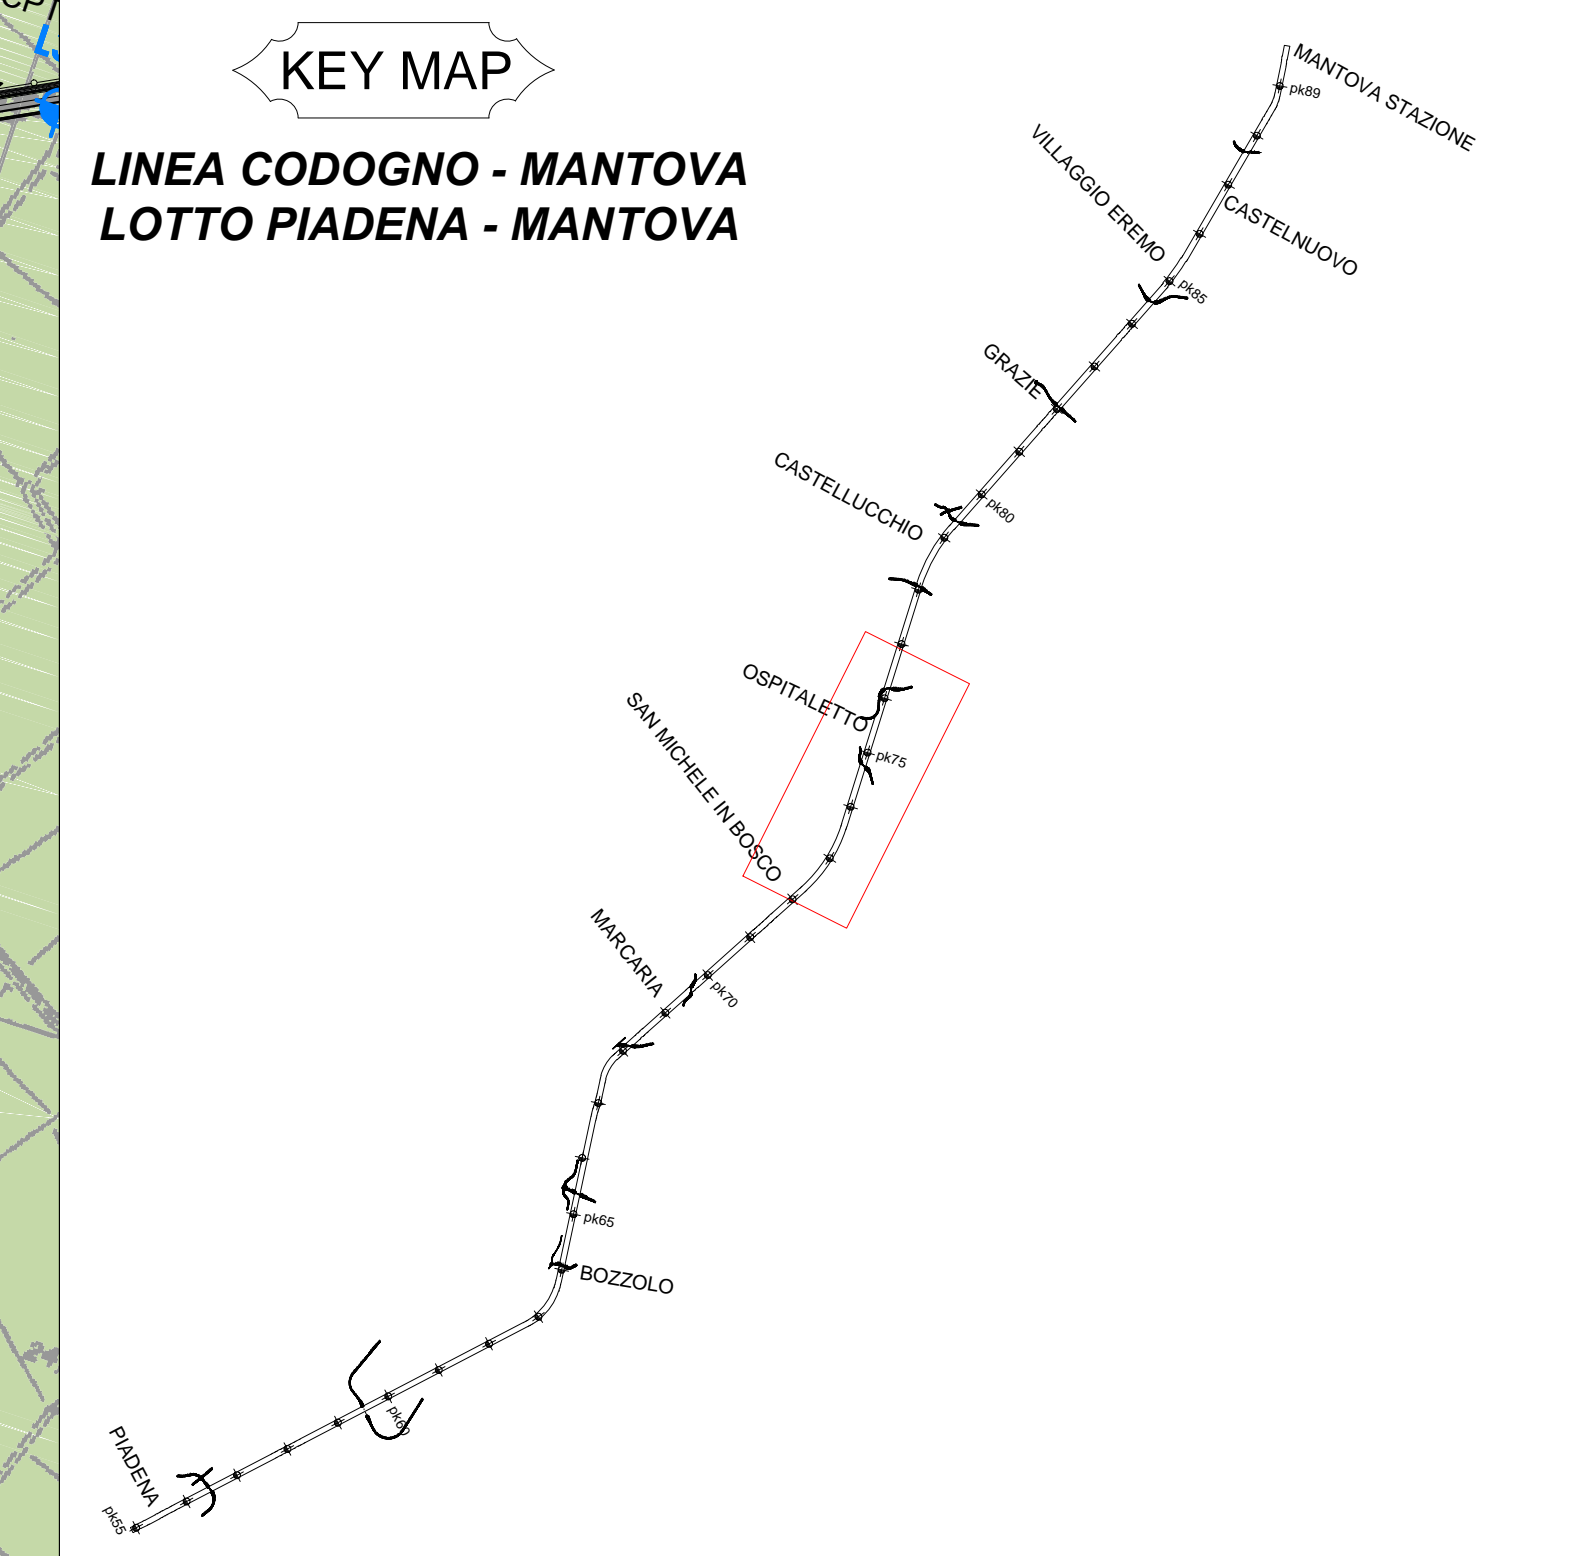 KEY MAP
LINEA CODOGNO - MANTOVA
LOTTO PIADENA - MANTOVA
MANTOVA STAZIONE
pk89
VILLAGGIO EREMO
CASTELNUOVO
pk85
GRAZIE
CASTELLUCCHIO
pk80
OSPITALETTO
SAN MICHELE IN BOSCO
pk75
MARCARIA
pk70
pk65
BOZZOLO
pk60
PIADENA
pk55